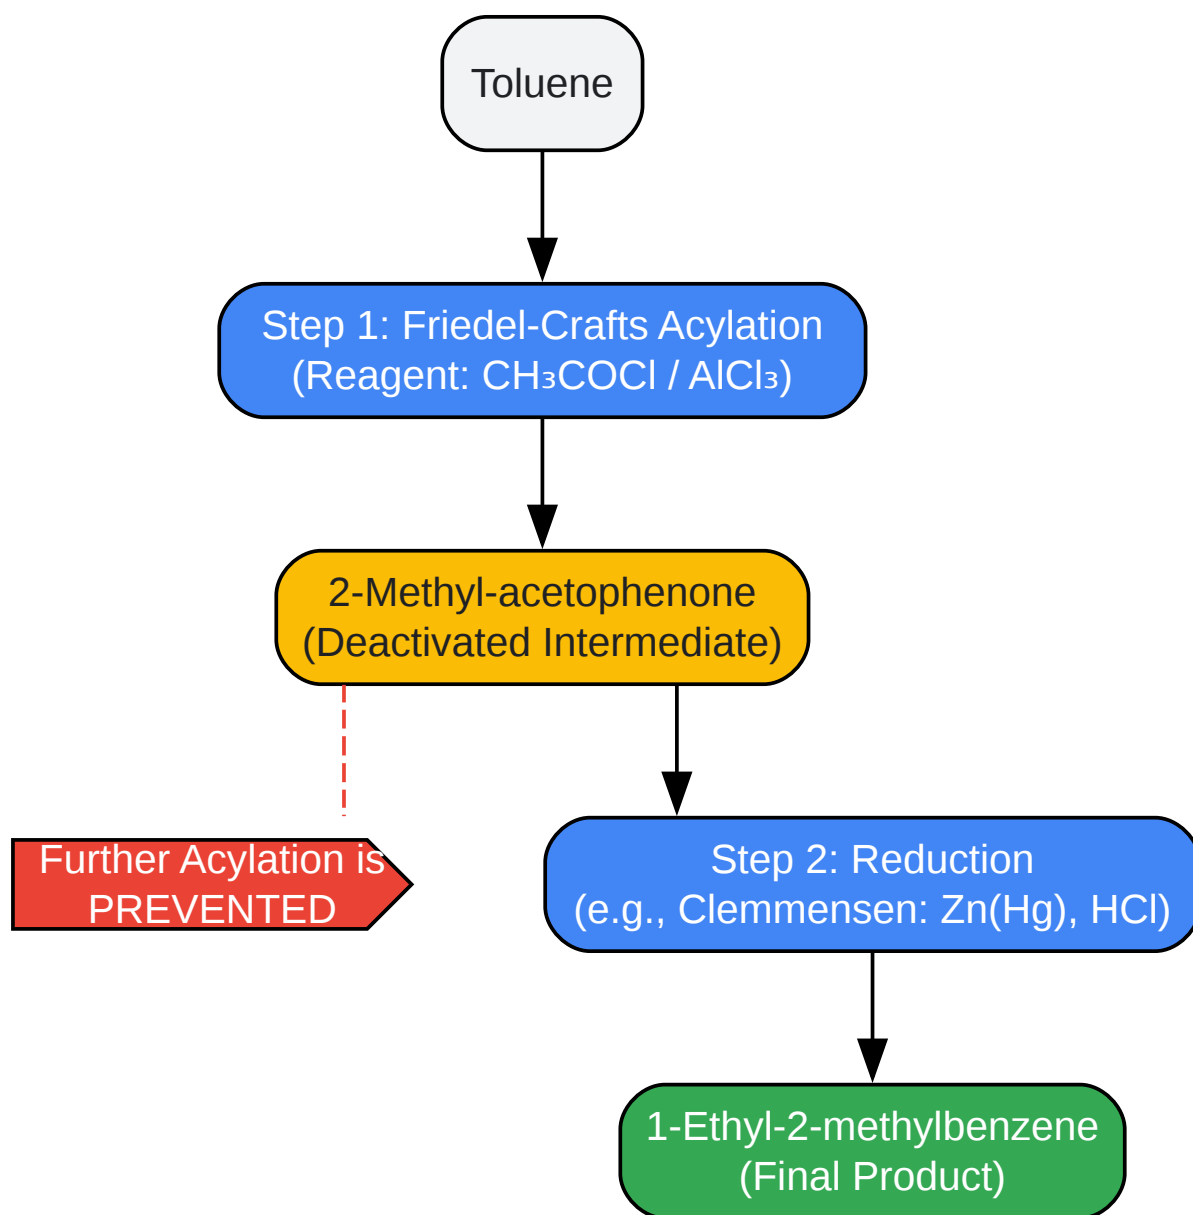 Toluene
Step 1: Friedel-Crafts Acylation
(Reagent: CH₃COCl / AlCl₃)
2-Methyl-acetophenone
(Deactivated Intermediate)
Further Acylation is
PREVENTED
Step 2: Reduction
(e.g., Clemmensen: Zn(Hg), HCl)
1-Ethyl-2-methylbenzene
(Final Product)